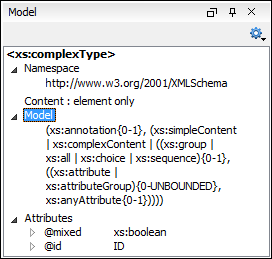 Model
<xs:complexType>
Namespace
http://www.w3.org/2001/XMLSchema
Content : element only
Model
(xs:annotation{0-1}, (xs:simpleContent
| xs:complexContent | ((xs:group |
xs:all | xs:choice | xs:sequence){0-1},
((xs:attribute |
xs:attributeGroup){0-UNBOUNDED},
xs:anyAttribute{0-1}))))
Attributes
@mixed xs:boolean
@id ID